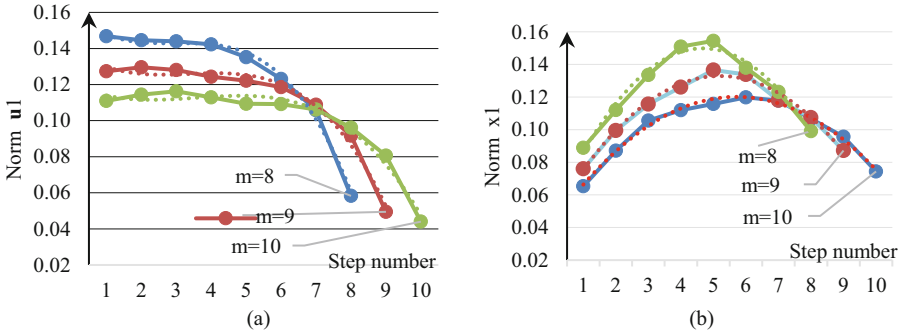 0.16
0.14
0.12
0.10
0.08
0.06
0.04
0.02
Norm u1
m=8
m=9
m=10
Step number
1 2 3 4 5 6 7 8 9 10
(a)
0.16
0.14
0.12
0.10
0.08
0.06
0.04
0.02
Norm x1
m=8
m=9
m=10
Step number
1 2 3 4 5 6 7 8 9 10
(b)